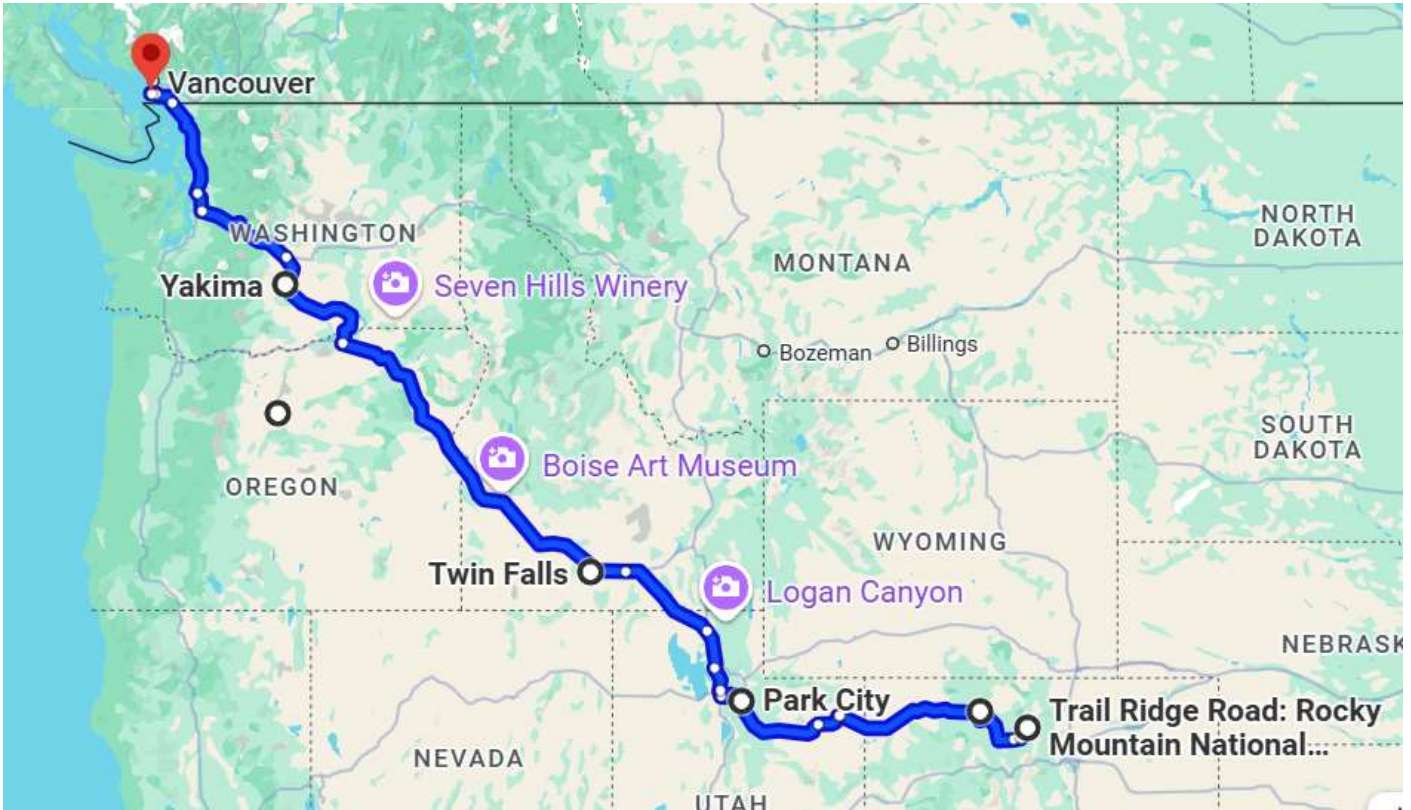 Vancouver
NORTH
DAKOTA
WASHINGTON
MONTANA
Yakima
Seven Hills Winery
Bozeman
Billings
SOUTH
DAKOTA
Boise Art Museum
OREGON
WYOMING
Twin Falls
Logan Canyon
NEBRASK
Park City
Trail Ridge Road: Rocky
Mountain National...
NEVADA
UTAH